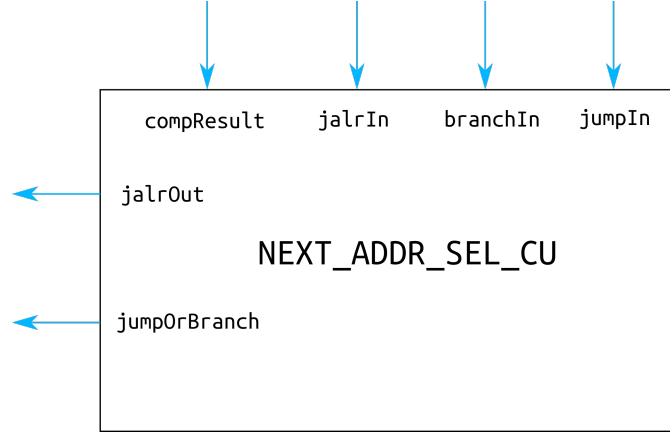 compResult jalrIn branchIn jumpIn
jalrOut
NEXT_ADDR_SEL_CU
jumpOrBranch